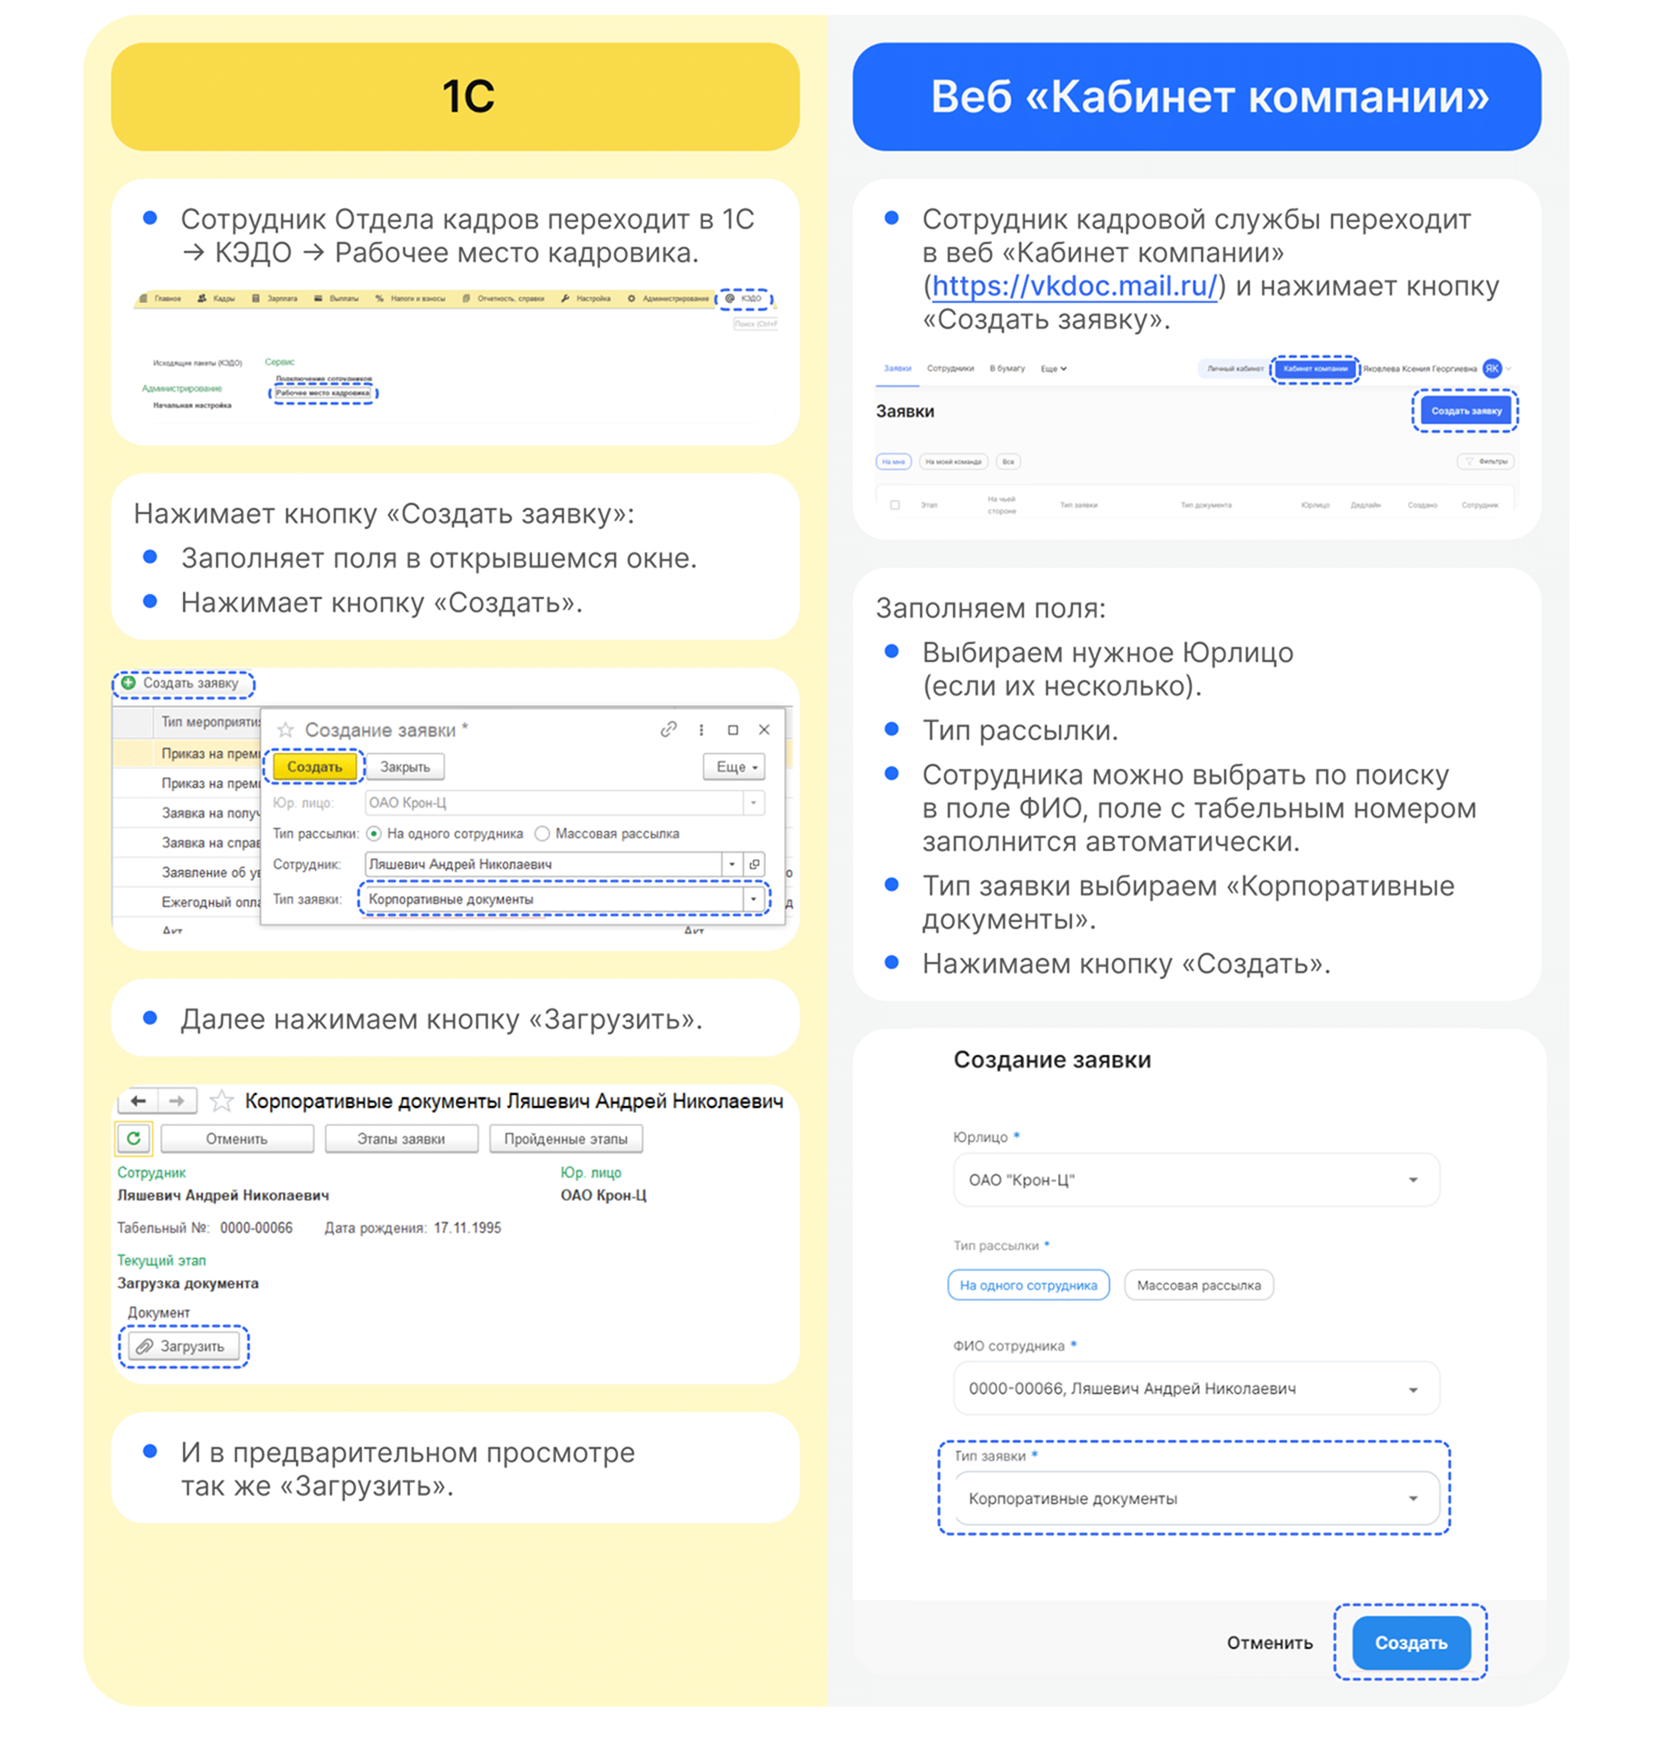 1С
Сотрудник Отдела кадров переходит в 1С
→ КЭДО → Рабочее место кадровика.
Главное Кадры Зарплата Выплаты % Налоги и взносы Отчетность, справки Настройка Администрирование КЭДО
Поиск (Ctrl+F
Исходящие пакеты (КЭДО) Сервис
Подключение сотрудников
Администрирование
Рабочее место кадровика
Начальная настройка
Нажимает кнопку «Создать заявку»:
Заполняет поля в открывшемся окне.
Нажимает кнопку «Создать».
Создать заявку
Тип мероприятия
Приказ на прем
Приказ на прем
Заявка на получ
Заявка на справ
Заявление об у
Ежегодный опла
Акт
Акт
Создание заявки *
Создать Закрыть Еще
Юр. лицо: ОАО Крон-Ц
Тип рассылки: На одного сотрудника Массовая рассылка
Сотрудник: Ляшевич Андрей Николаевич
Тип заявки: Корпоративные документы
Далее нажимаем кнопку «Загрузить».
Корпоративные документы Ляшевич Андрей Николаевич
Отменить Этапы заявки Пройденные этапы
Сотрудник Юр. лицо
Ляшевич Андрей Николаевич ОАО Крон-Ц
Табельный №: 0000-00066 Дата рождения: 17.11.1995
Текущий этап
Загрузка документа
Документ
Загрузить
И в предварительном просмотре
так же «Загрузить».
Веб «Кабинет компании»
Сотрудник кадровой службы переходит
в веб «Кабинет компании»
(https://vkdoc.mail.ru/) и нажимает кнопку
«Создать заявку».
Заявки Сотрудники В бумагу Еще Личный кабинет Кабинет компании Яковлева Ксения Георгиевна ЯК
Заявки
Создать заявку
На мне На моей команде Все Фильтры
Этап На чьей стороне Тип заявки Тип документа Юрлицо Дедлайн Создано Сотрудник
Заполняем поля:
Выбираем нужное Юрлицо
(если их несколько).
Тип рассылки.
Сотрудника можно выбрать по поиску
в поле ФИО, поле с табельным номером
заполнится автоматически.
Тип заявки выбираем «Корпоративные
документы».
Нажимаем кнопку «Создать».
Создание заявки
Юрлицо *
ОАО "Крон-Ц"
Тип рассылки *
На одного сотрудника Массовая рассылка
ФИО сотрудника *
0000-00066, Ляшевич Андрей Николаевич
Тип заявки *
Корпоративные документы
Отменить Создать